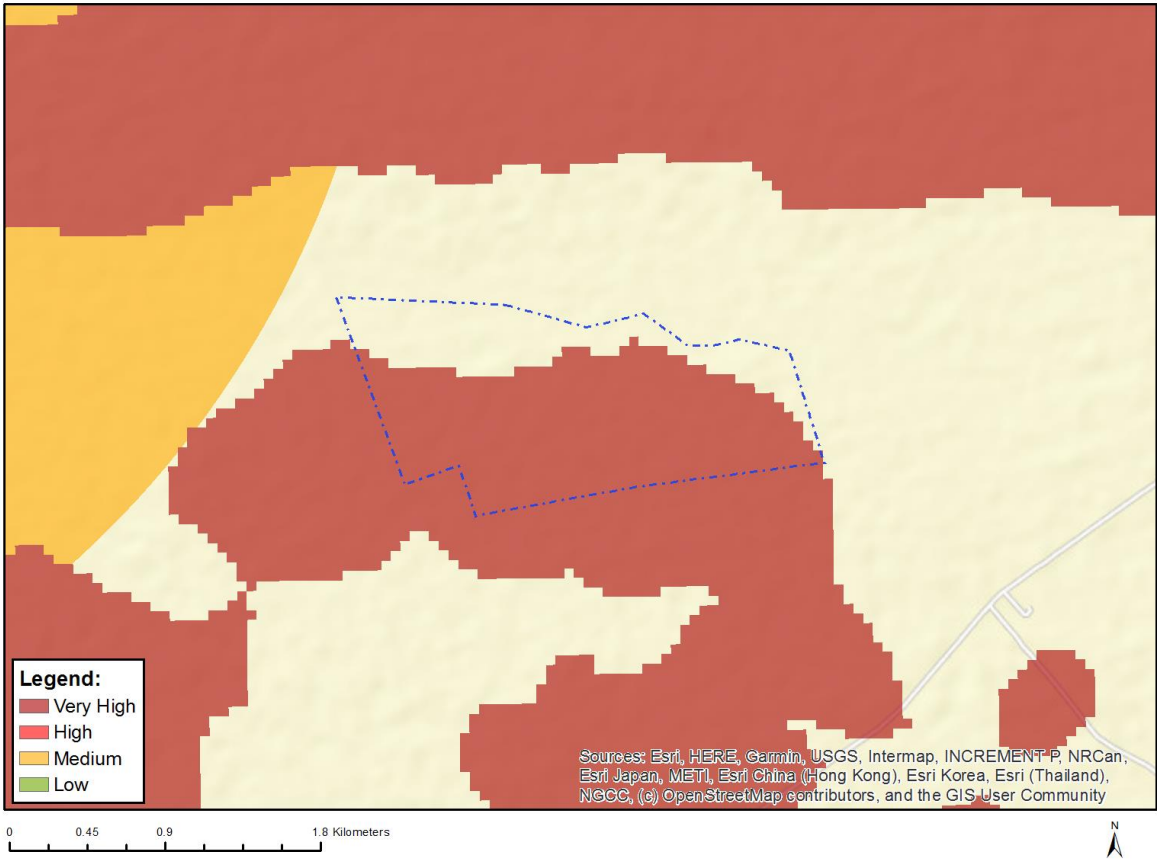 Legend:
Very High
High
Medium
Low
Sources: Esri, HERE, Garmin, USGS, Intermap, INCREMENT P, NRCan,
Esri Japan, METI, Esri China (Hong Kong), Esri Korea, Esri (Thailand),
NGCC, (c) OpenStreetMap contributors, and the GIS User Community
0 0.45 0.9 1.8 Kilometers
N